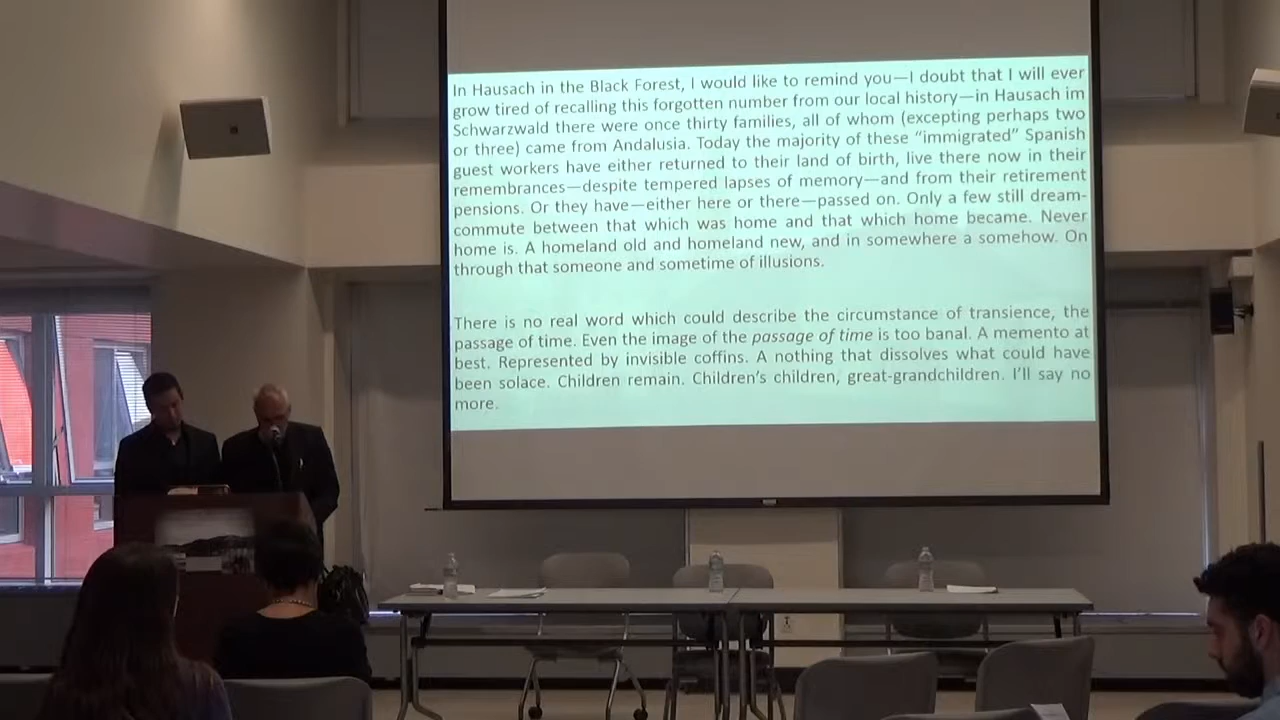 In Hausach in the Black Forest, I would like to remind you—I doubt that I will ever
grow tired of recalling this forgotten number from our local history—in Hausach im
Schwarzwald there were once thirty families, all of whom (excepting perhaps two
or three) came from Andalusia. Today the majority of these “immigrated” Spanish
guest workers have either returned to their land of birth, live there now in their
remembrances—despite tempered lapses of memory—and from their retirement
pensions. Or they have—either here or there—passed on. Only a few still dream-
commute between that which was home and that which home became. Never
home is. A homeland old and homeland new, and in somewhere a somehow. On
through that someone and sometime of illusions.
There is no real word which could describe the circumstance of transience, the
passage of time. Even the image of the passage of time is too banal. A memento at
best. Represented by invisible coffins. A nothing that dissolves what could have
been solace. Children remain. Children’s children, great-grandchildren. I’ll say no
more.